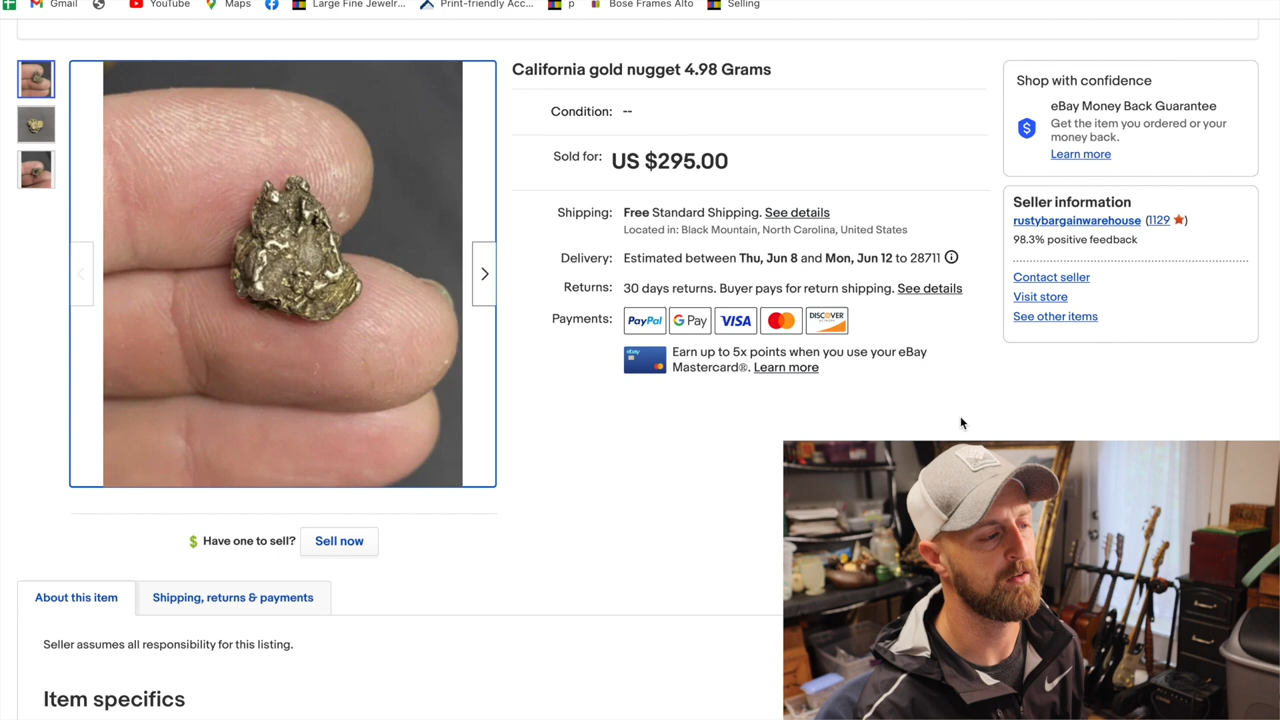 Gmail
YouTube
Maps
Large Fine Jewelr...
Print-friendly Acc...
p
Bose Frames Alto
Selling
California gold nugget 4.98 Grams
Condition: --
Sold for: US $295.00
Shipping: Free Standard Shipping. See details
Located in: Black Mountain, North Carolina, United States
Delivery: Estimated between Thu, Jun 8 and Mon, Jun 12 to 28711
Returns: 30 days returns. Buyer pays for return shipping. See details
Payments: PayPal G Pay VISA DISCOVER
ebay
Earn up to 5x points when you use your eBay
Mastercard®. Learn more
Shop with confidence
eBay Money Back Guarantee
Get the item you ordered or your
money back.
Learn more
Seller information
rustybargainwarehouse (1129)
98.3% positive feedback
Contact seller
Visit store
See other items
Have one to sell? Sell now
About this item
Shipping, returns & payments
Seller assumes all responsibility for this listing.
Item specifics